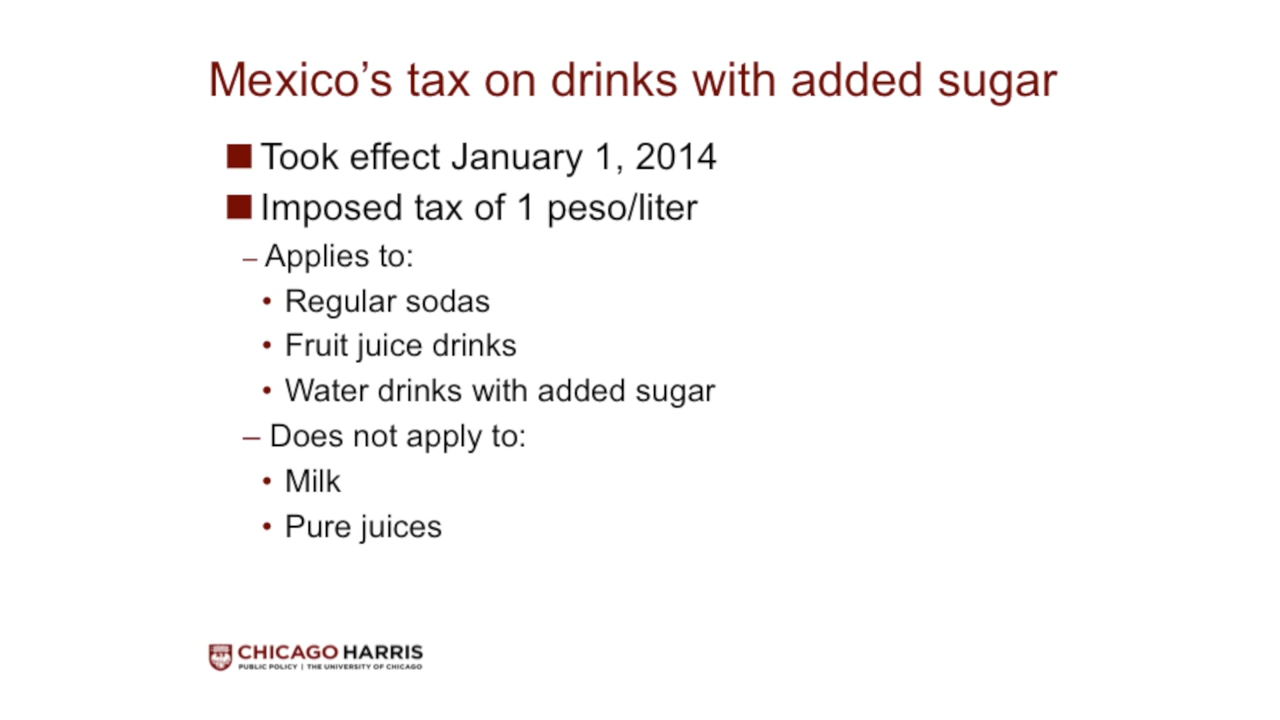 Mexico’s tax on drinks with added sugar
■ Took effect January 1, 2014
■ Imposed tax of 1 peso/liter
– Applies to:
• Regular sodas
• Fruit juice drinks
• Water drinks with added sugar
– Does not apply to:
• Milk
• Pure juices
CHICAGO HARRIS
PUBLIC POLICY | THE UNIVERSITY OF CHICAGO